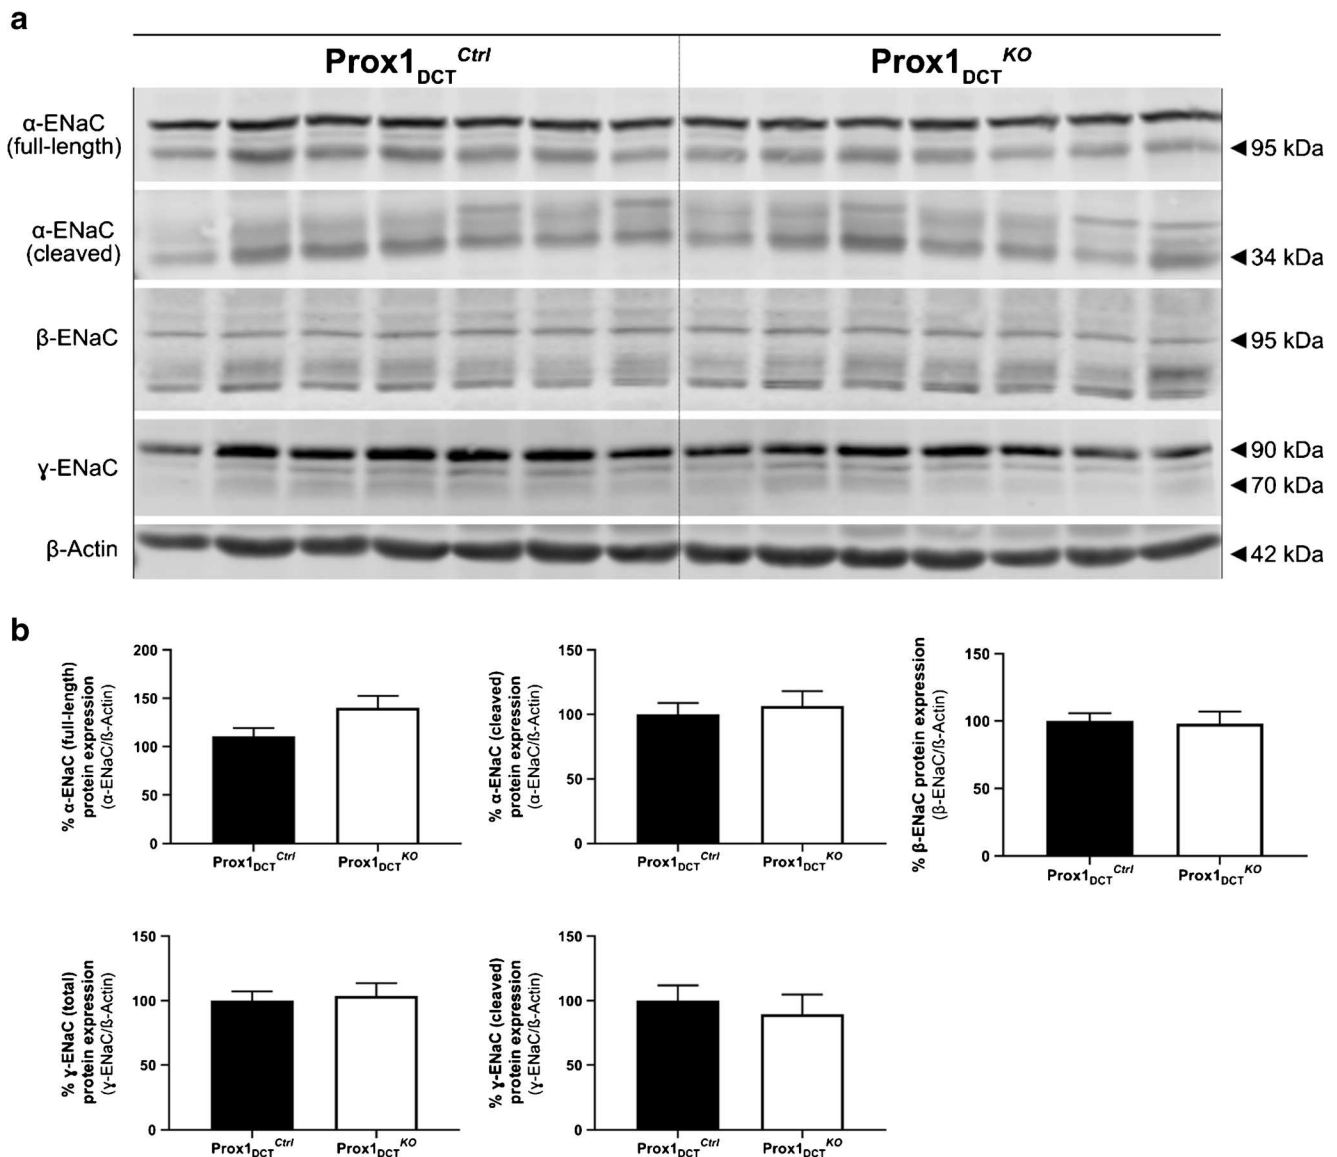 a
Prox1DCTCtrl
Prox1DCTKO
α-ENaC
(full-length)
◄95 kDa
α-ENaC
(cleaved)
◄34 kDa
β-ENaC
◄95 kDa
ɣ-ENaC
◄90 kDa
◄70 kDa
β-Actin
◄42 kDa
b
% α-ENaC (full-length)
protein expression
(α-ENaC/ß-Actin)
200
150
100
50
0
Prox1DCTCtrl
Prox1DCTKO
% α-ENaC (cleaved)
protein expression
(α-ENaC/ß-Actin)
150
100
50
0
Prox1DCTCtrl
Prox1DCTKO
% β-ENaC protein expression
(β-ENaC/ß-Actin)
150
100
50
0
Prox1DCTCtrl
Prox1DCTKO
% ɣ-ENaC (total)
protein expression
(ɣ-ENaC/ß-Actin)
150
100
50
0
Prox1DCTCtrl
Prox1DCTKO
% ɣ-ENaC (cleaved)
protein expression
(ɣ-ENaC/ß-Actin)
150
100
50
0
Prox1DCTCtrl
Prox1DCTKO